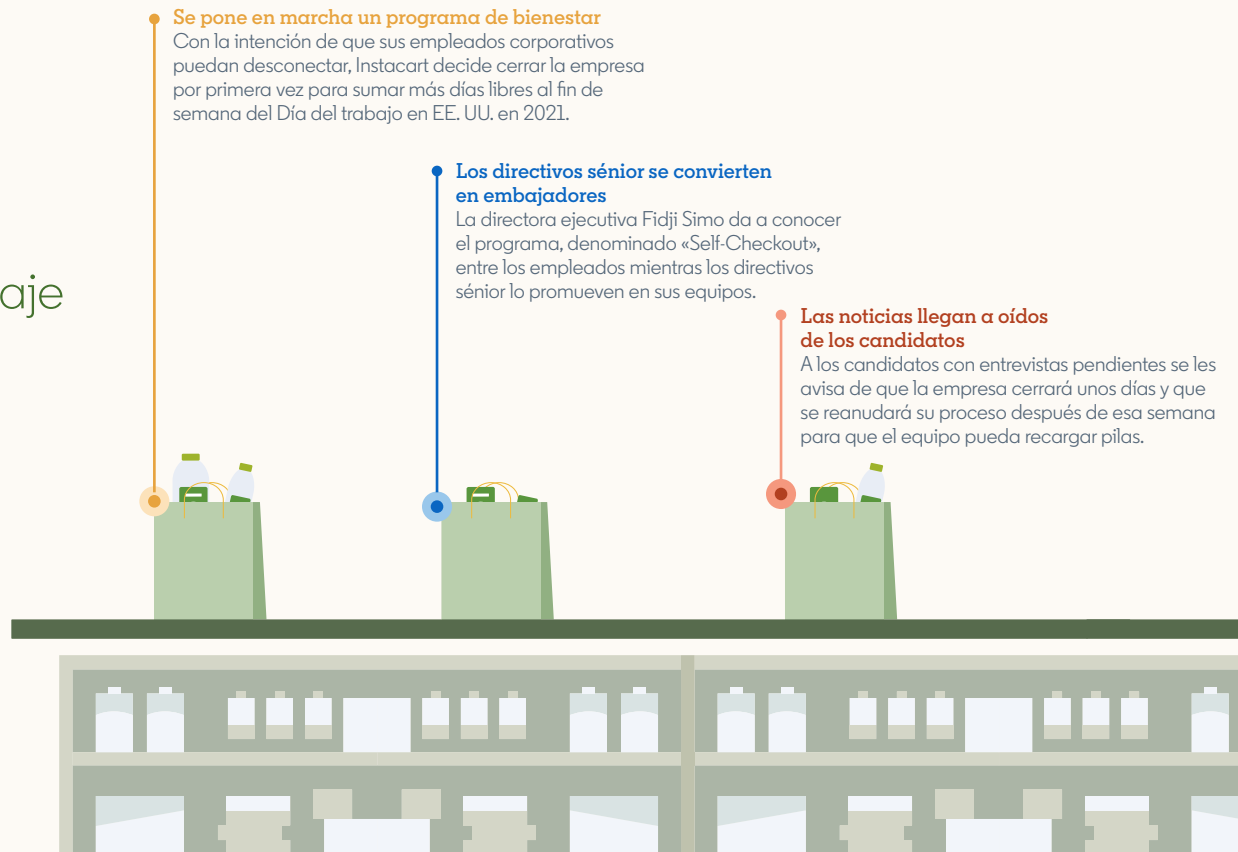 Se pone en marcha un programa de bienestar
Con la intención de que sus empleados corporativos
puedan desconectar, Instacart decide cerrar la empresa
por primera vez para sumar más días libres al fin de
semana del Día del trabajo en EE. UU. en 2021.
Los directivos sénior se convierten
en embajadores
La directora ejecutiva Fidji Simo da a conocer
el programa, denominado «Self-Checkout»,
entre los empleados mientras los directivos
sénior lo promueven en sus equipos.
aje
Las noticias llegan a oídos
de los candidatos
A los candidatos con entrevistas pendientes se les
avisa de que la empresa cerrará unos días y que
se reanudará su proceso después de esa semana
para que el equipo pueda recargar pilas.